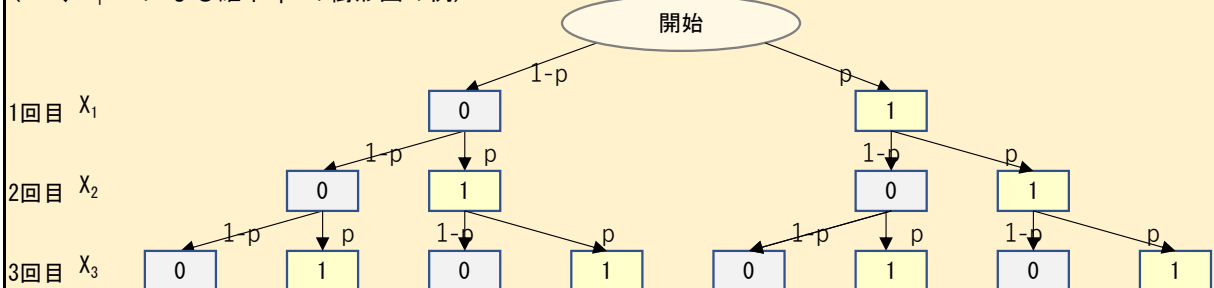 開始
1-p p
1回目 X₁ 0 1
1-p p 1-p p
2回目 X₂ 0 1 0 1
1-p p 1-p p 1-p p 1-p p
3回目 X₃ 0 1 0 1 0 1 0 1